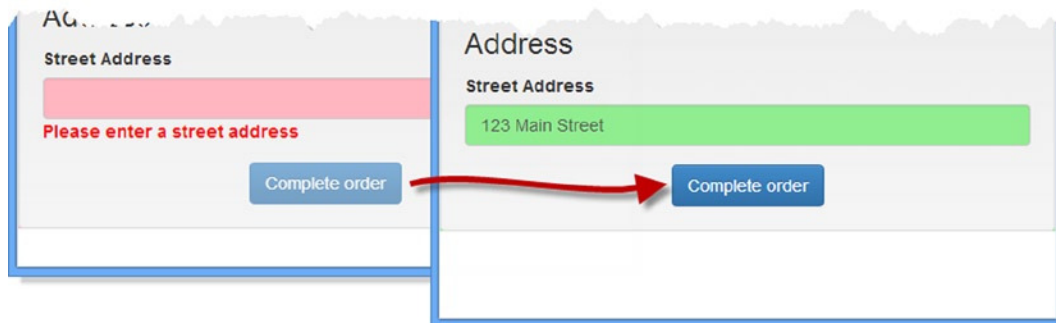 Street Address
Please enter a street address
Complete order
Address
Street Address
123 Main Street
Complete order